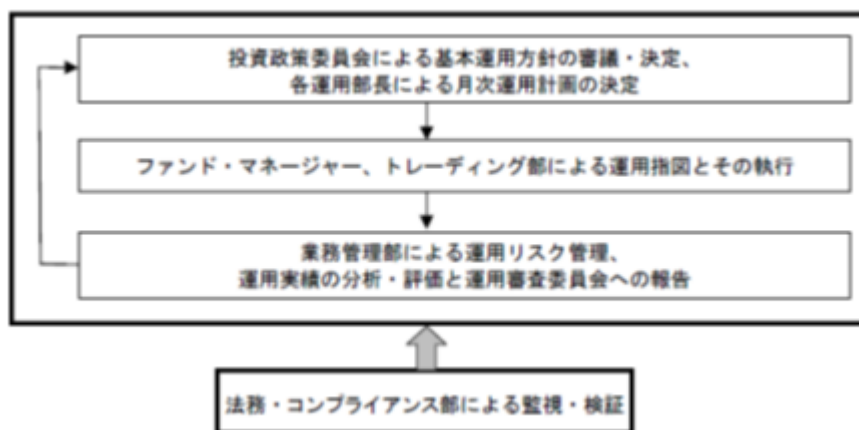 投資政策委員会による基本運用方針の審議・決定、
各運用部長による月次運用計画の決定
ファンド・マネージャー、トレーディング部による運用指図とその執行
業務管理部による運用リスク管理、
運用実績の分析・評価と運用審査委員会への報告
法務・コンプライアンス部による監視・検証